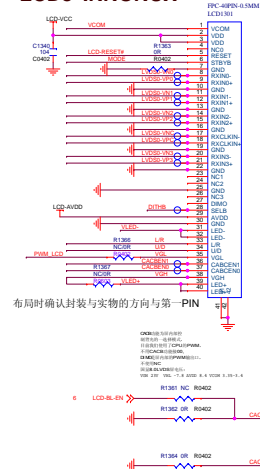 FPC-40PIN-0.5MM
LCD1301
LCD-VCC
VCOM 1 VCOM
2 VDD
3 VDD
4 NC0
C1340
104
C0402
R1363
LCD-RESET# 0R 5 RESET
MODE R0402 6 STBYB
7 GND
LVDS0-VN0 8 RXIN0-
LVDS0-VP0 9 RXIN0+
10 GND
LVDS0-VN1 11 RXIN1-
LVDS0-VP1 12 RXIN1+
13 GND
LVDS0-VN2 14 RXIN2-
LVDS0-VP2 15 RXIN2+
16 GND
LVDS0-VNC 17 RXCLKIN-
LVDS0-VPC 18 RXCLKIN+
19 GND
LVDS0-VN3 20 RXIN3-
LVDS0-VP3 21 RXIN3+
22 GND
23 NC1
24 NC2
25 GND
26 NC3
27 DIMO
LCD-AVDD
DITHB 28 SELB
29 AVDD
30 GND
VLED- 31 LED-
32 LED-
R1366 L/R 33 L/R
NC/0R U/D 34 U/D
PWM_LCD VGL 35 VGL
CABCEN1 36 CABCEN1
R1367 CABCEN0 37 CABCEN0
NC/0R VGH 38 VGH
VLED+ 39 LED+
40
41
42
布局时确认封装与实物的方向与第一PIN
R1361 NC R0402
6 LCD-BL-EN
R1362 0R R0402
R1364 0R R0402